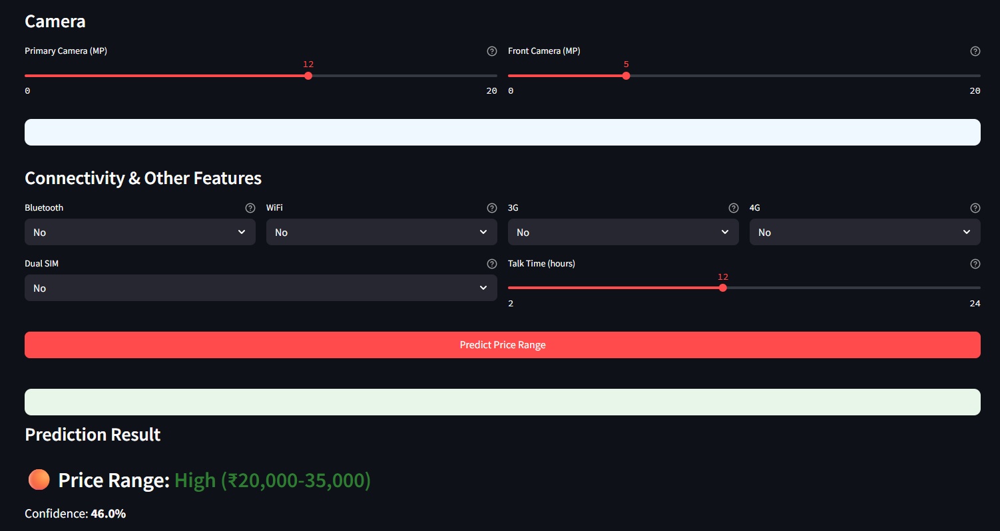 Camera
Primary Camera (MP)
Front Camera (MP)
12
5
0
20
0
20
Connectivity & Other Features
Bluetooth
WiFi
3G
4G
No
No
No
No
Dual SIM
Talk Time (hours)
No
12
2
24
Predict Price Range
Prediction Result
Price Range: High (₹20,000-35,000)
Confidence: 46.0%